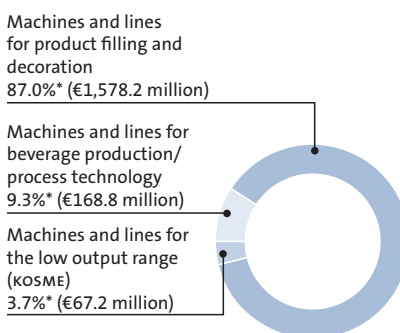 Machines and lines
for product filling and
decoration
87.0%* (€1,578.2 million)
Machines and lines for
beverage production/
process technology
9.3%* (€168.8 million)
Machines and lines for
the low output range
(KOSME)
3.7%* (€67.2 million)